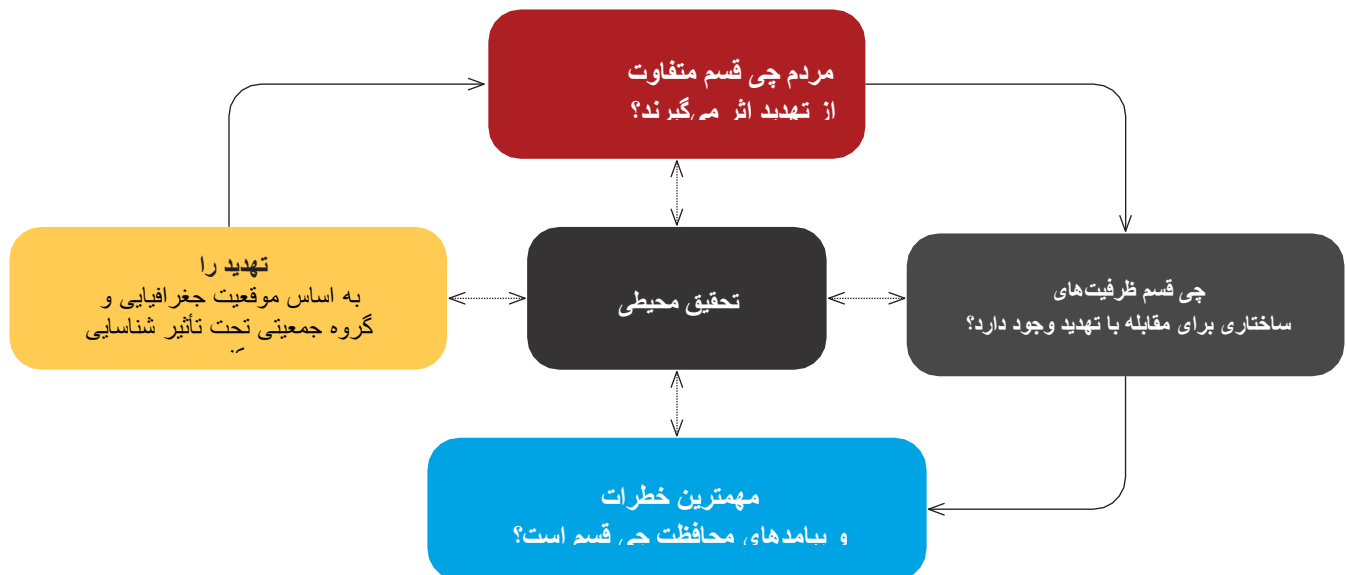 مردم چی قسم متفاوت
از تهدید اثر می‌گیرند؟
تهدید را
به اساس موقعیت جغرافیایی و
گروه جمعیتی تحت تأثیر شناسایی
تحقیق محیطی
چی قسم ظرفیت‌های
ساختاری برای مقابله با تهدید وجود دارد؟
مهمترین خطرات
و پیامدهای محافظت چی قسم است؟